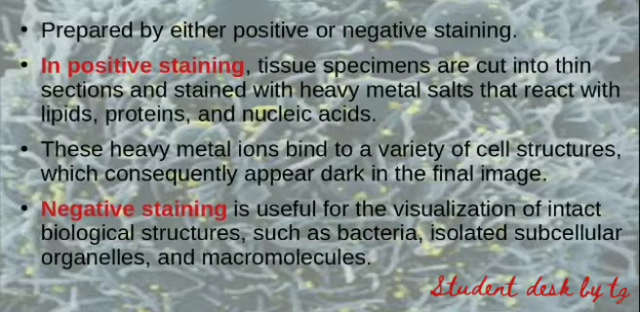 • Prepared by either positive or negative staining.
• In positive staining, tissue specimens are cut into thin
sections and stained with heavy metal salts that react with
lipids, proteins, and nucleic acids.
• These heavy metal ions bind to a variety of cell structures,
which consequently appear dark in the final image.
• Negative staining is useful for the visualization of intact
biological structures, such as bacteria, isolated subcellular
organelles, and macromolecules.
Student desk by tg